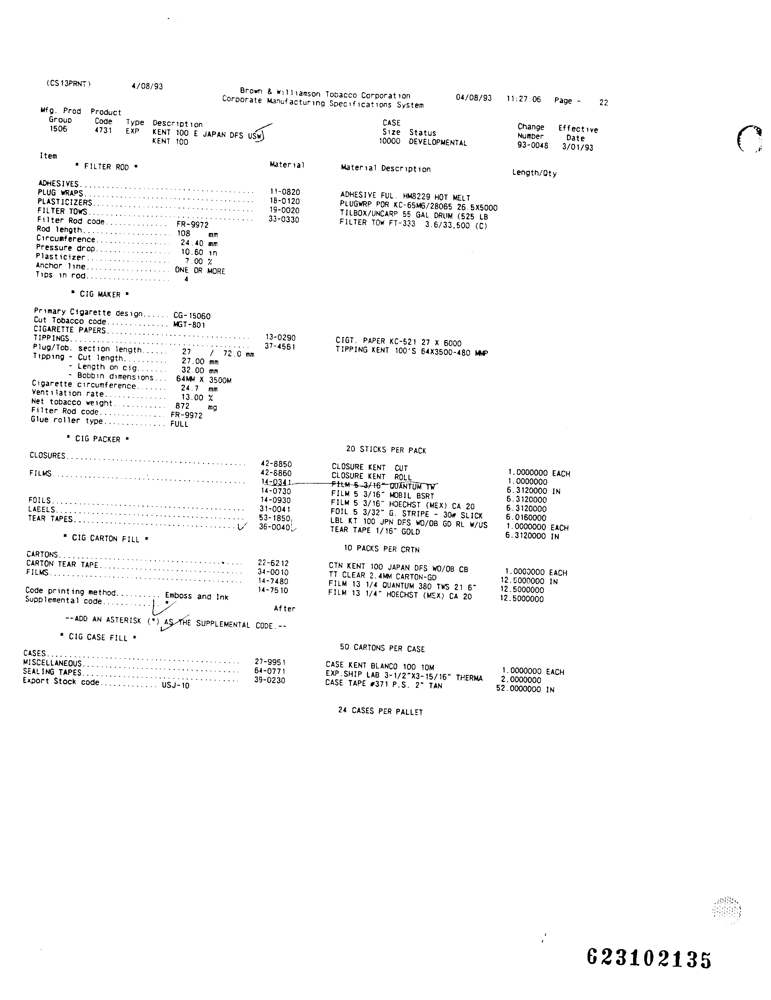 (CS13PRNT) 4/08/93 Brown & Williamson Tobacco Corporation 04/08/93 11:27:06 Page - 22
Corporate Manufacturing Specifications System
Mfg. Prod Product CASE Change Effective
Group Code Type Description Size Status Number Date
1506 4731 EXP KENT 100 E JAPAN DFS USW) 10000 DEVELOPMENTAL 93-0048 3/01/93
KENT 100
Item Material Material Description Length/Qty
* FILTER ROD *
ADHESIVES 11-0820 ADHESIVE FUL. HM8229 HOT MELT
PLUG WRAPS 18-0120 PLUGWRP POR KC-65M6/28065 26.5X5000
PLASTICIZERS 19-0020 TILBOX/UNCARP 55 GAL DRUM (525 LB
FILTER TOWS 33-0330 FILTER TOW FT-333 3.6/33,500 (C)
Filter Rod code FR-9972
Rod length 108 mm
Circumference 24.40 mm
Pressure drop 10.60 in
Plasticizer 7.00 %
Anchor line ONE OR MORE
Tips in rod 4
* CIG MAKER *
Primary Cigarette design CG-15060
Cut Tobacco code MGT-801
CIGARETTE PAPERS 13-0290 CIGT. PAPER KC-521 27 X 6000
TIPPINGS 37-4561 TIPPING KENT 100'S 64X3500-480 MMP
Plug/Tob. section length 27 / 72.0 mm
Tipping - Cut length 27.00 mm
- Length on cig 32.00 mm
- Bobbin dimensions 64MM X 3500M
Cigarette circumference 24.7 mm
Ventilation rate 13.00 %
Net tobacco weight 872 mg
Filter Rod code FR-9972
Glue roller type FULL
* CIG PACKER *
20 STICKS PER PACK
CLOSURES 42-8850 CLOSURE KENT CUT 1.0000000 EACH
42-6860 CLOSURE KENT ROLL 1.0000000
FILMS 14-0341 FILM 5 3/16" QUANTUM TW 6.3120000 IN
14-0730 FILM 5 3/16" MOBIL BSRT 6.3120000
14-0930 FILM 5 3/16" HOECHST (MEX) CA 20 6.3120000
FOILS 31-0041 FOIL 5 3/32" G. STRIPE - 30# SLICK 6.0160000
LABELS 53-1850 LBL KT 100 JPN DFS WO/OB GD RL W/US 1.0000000 EACH
TEAR TAPES 36-0040 TEAR TAPE 1/16" GOLD 6.3120000 IN
* CIG CARTON FILL *
10 PACKS PER CRTN
CARTONS 22-6212 CTN KENT 100 JAPAN DFS WO/OB CB 1.0000000 EACH
CARTON TEAR TAPE 34-0010 TT CLEAR 2.4MM CARTON-GD 12.5000000 IN
FILMS 14-7480 FILM 13 1/4 QUANTUM 380 TWS 21 6" 12.5000000
14-7510 FILM 13 1/4" HOECHST (MEX) CA 20 12.5000000
Code printing method Emboss and Ink
Supplemental code * After
--ADD AN ASTERISK (*) AS THE SUPPLEMENTAL CODE.--
* CIG CASE FILL *
50 CARTONS PER CASE
CASES 27-9951 CASE KENT BLANCO 100 10M 1.0000000 EACH
MISCELLANEOUS 64-0771 EXP.SHIP LAB 3-1/2"X3-15/16" THERMA 2.0000000
SEALING TAPES 39-0230 CASE TAPE #371 P.S. 2" TAN 52.0000000 IN
Export Stock code USJ-10
24 CASES PER PALLET
623102135